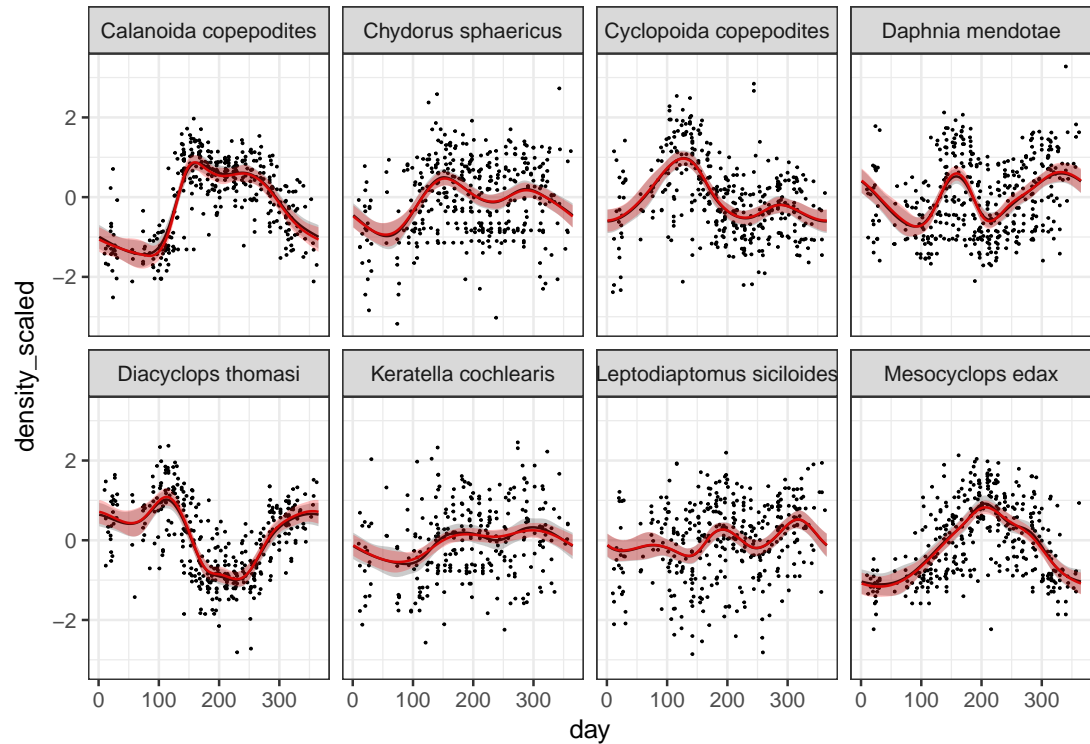 Calanoida copepodites
Chydorus sphaericus
Cyclopoida copepodites
Daphnia mendotae
2
0
−2
Diacyclops thomasi
Keratella cochlearis
Leptodiaptomus siciloides
Mesocyclops edax
2
0
−2
density_scaled
0 100 200 300
0 100 200 300
0 100 200 300
0 100 200 300
day